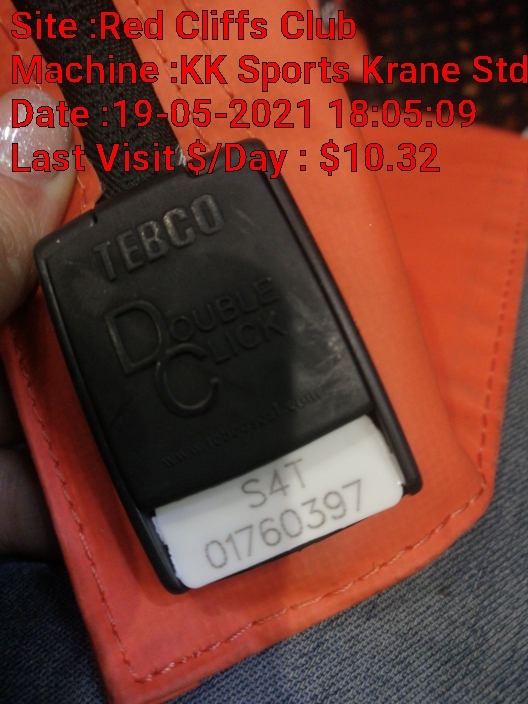 Site :Red Cliffs Club
Machine :KK Sports Krane Std
Date :19-05-2021 18:05:09
Last Visit $/Day : $10.32
TEBCO
DOUBLE
CLICK
S4T
01760397